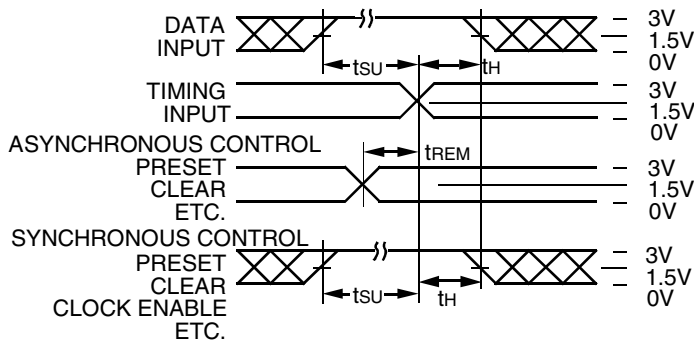 DATA
INPUT
tSU
tH
3V
1.5V
0V
TIMING
INPUT
3V
1.5V
0V
ASYNCHRONOUS CONTROL
PRESET
CLEAR
ETC.
tREM
3V
1.5V
0V
SYNCHRONOUS CONTROL
PRESET
CLEAR
CLOCK ENABLE
ETC.
tSU
tH
3V
1.5V
0V